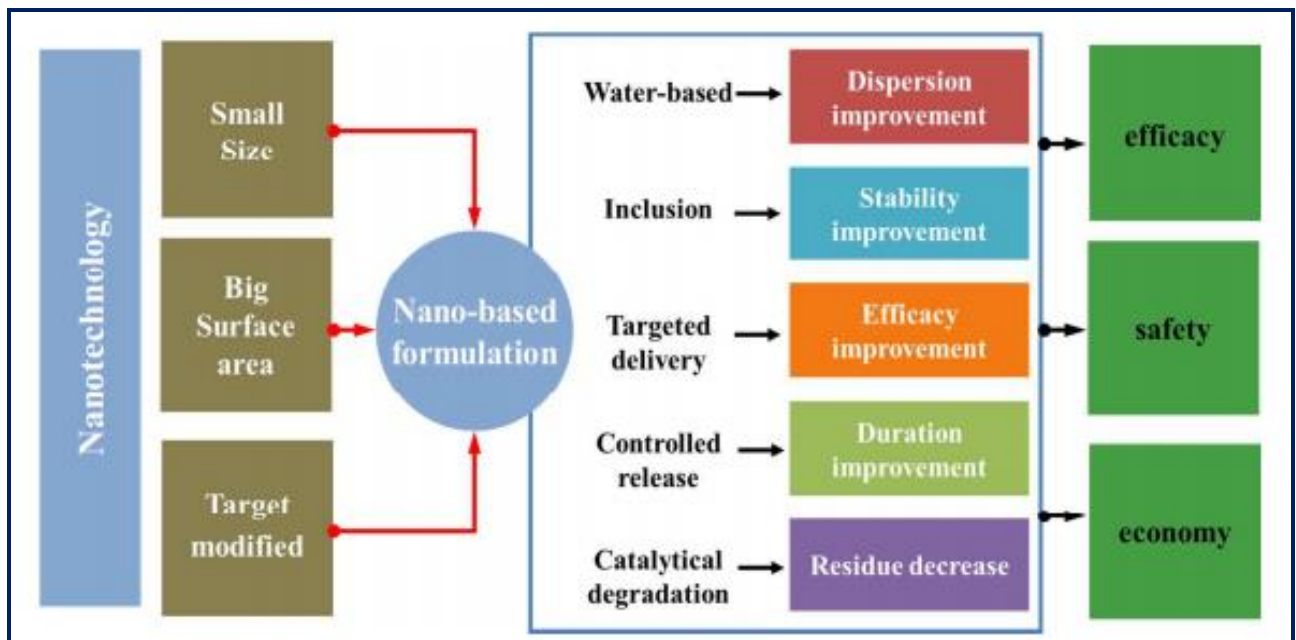 Nanotechnology
Small
Size
Big
Surface
area
Target
modified
Nano-based
formulation
Water-based
Dispersion
improvement
Inclusion
Stability
improvement
Targeted
delivery
Efficacy
improvement
Controlled
release
Duration
improvement
Catalytical
degradation
Residue decrease
efficacy
safety
economy